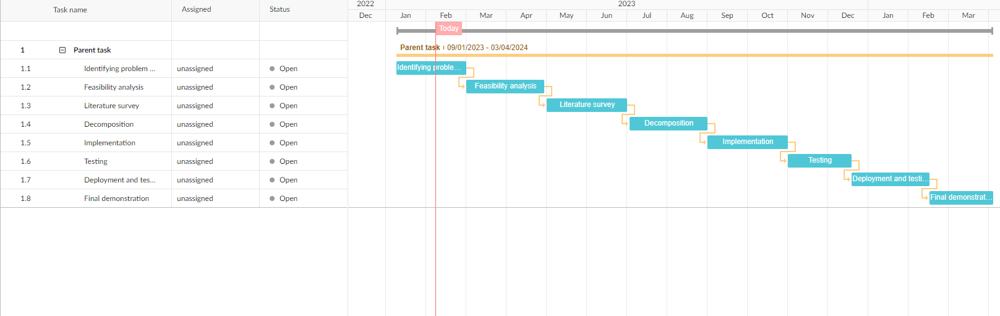 Task name Assigned Status 2022 2023
Dec Jan Feb Mar Apr May Jun Jul Aug Sep Oct Nov Dec Jan Feb Mar
Today
1 Parent task Parent task 09/01/2023 - 03/04/2024
1.1 Identifying problem ... unassigned Open Identifying proble...
1.2 Feasibility analysis unassigned Open Feasibility analysis
1.3 Literature survey unassigned Open Literature survey
1.4 Decomposition unassigned Open Decomposition
1.5 Implementation unassigned Open Implementation
1.6 Testing unassigned Open Testing
1.7 Deployment and tes... unassigned Open Deployment and testi...
1.8 Final demonstration unassigned Open Final demonstrat...